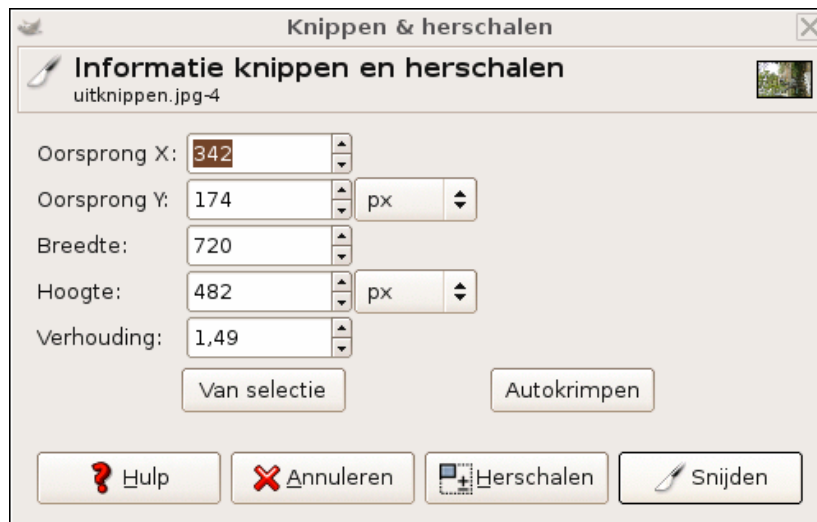 Knippen & herschalen
Informatie knippen en herschalen
uitknippen.jpg-4
Oorsprong X: 342
Oorsprong Y: 174 px
Breedte: 720
Hoogte: 482 px
Verhouding: 1,49
Van selectie Autokrimpen
Hulp Annuleren Herschalen Snijden